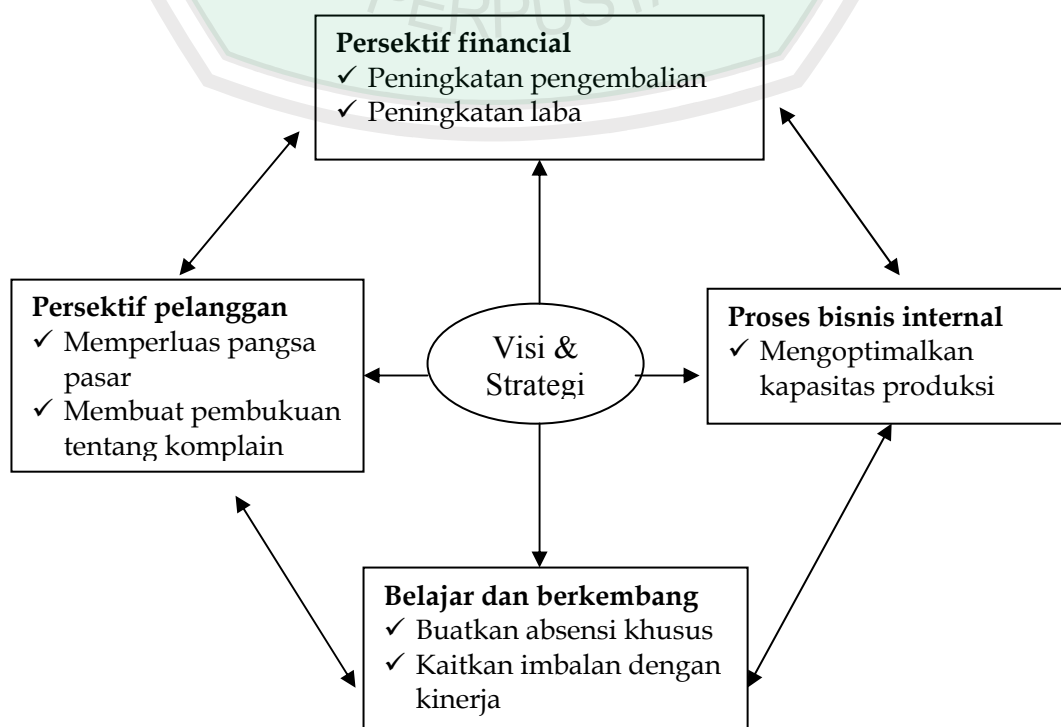 PERPUSTA
Persektif financial
✓ Peningkatan pengembalian
✓ Peningkatan laba
Persektif pelanggan
✓ Memperluas pangsa
pasar
✓ Membuat pembukuan
tentang komplain
Visi &
Strategi
Proses bisnis internal
✓ Mengoptimalkan
kapasitas produksi
Belajar dan berkembang
✓ Buatkan absensi khusus
✓ Kaitkan imbalan dengan
kinerja